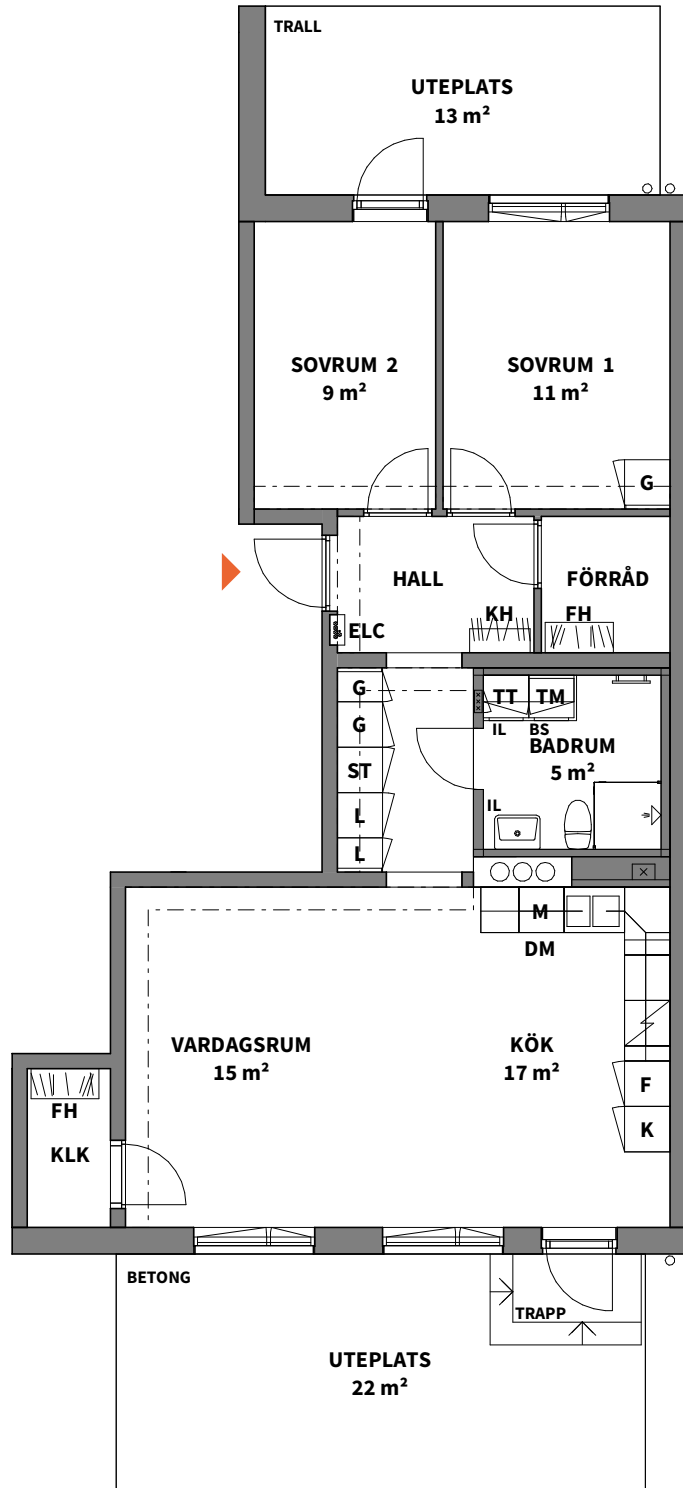 TRALL
UTEPLATS
13 m²
SOVRUM 2
9 m²
SOVRUM 1
11 m²
G
HALL
FÖRRÅD
KH
FH
ELC
G
G
ST
L
L
TT
TM
IL
BS
BADRUM
5 m²
IL
M
DM
VARDAGSRUM
15 m²
KÖK
17 m²
F
K
FH
KLK
BETONG
TRAPP
UTEPLATS
22 m²